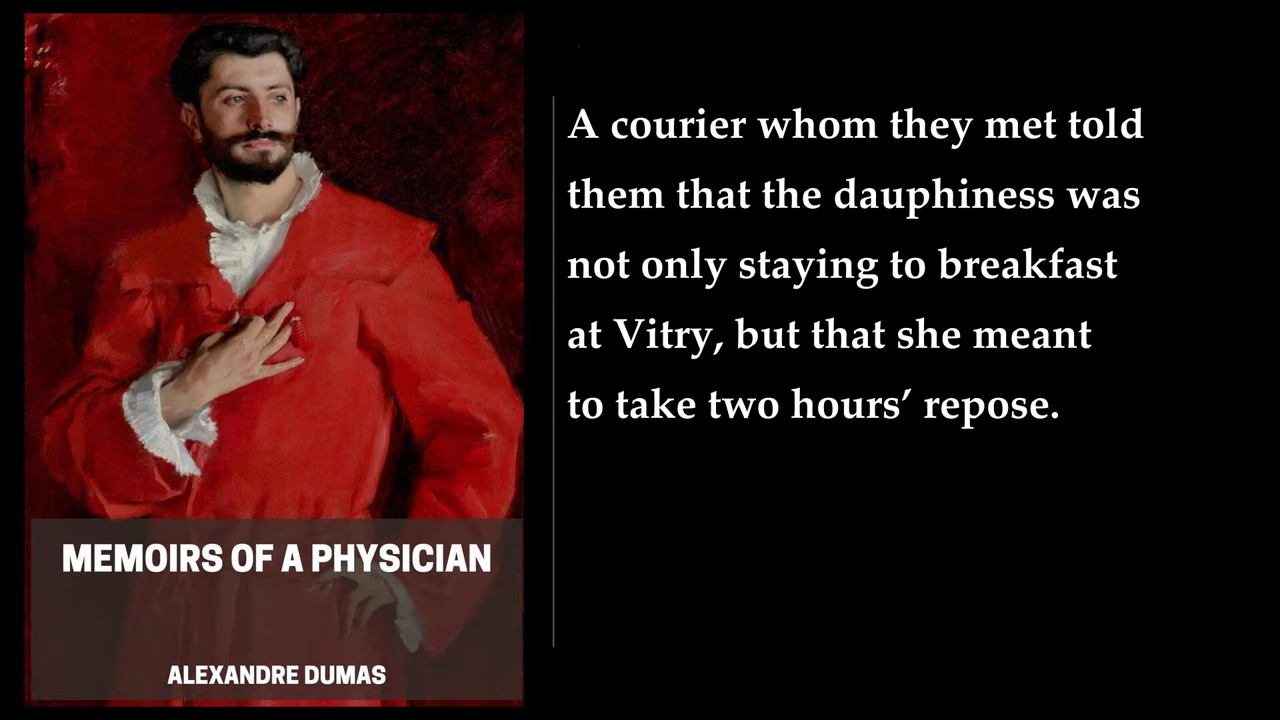 A courier whom they met told
them that the dauphiness was
not only staying to breakfast
at Vitry, but that she meant
to take two hours’ repose.
MEMOIRS OF A PHYSICIAN
ALEXANDRE DUMAS